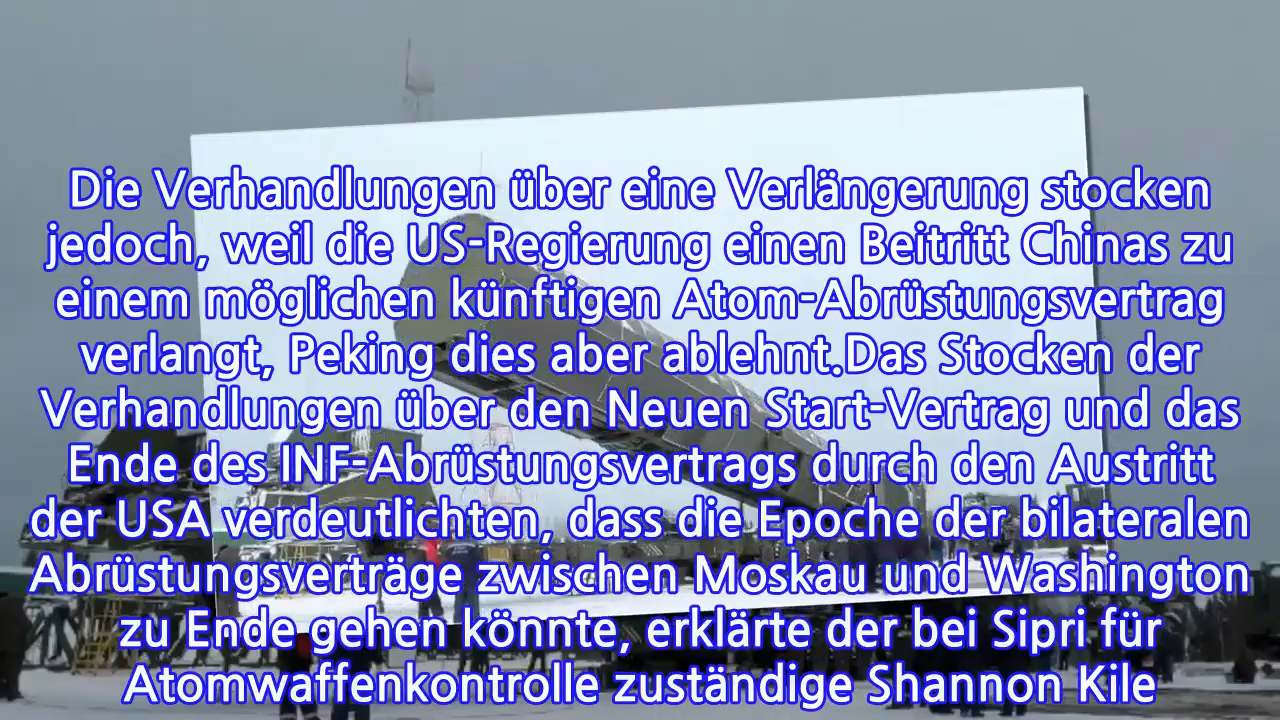 Die Verhandlungen über eine Verlängerung stocken
jedoch, weil die US-Regierung einen Beitritt Chinas zu
einem möglichen künftigen Atom-Abrüstungsvertrag
verlangt, Peking dies aber ablehnt.Das Stocken der
Verhandlungen über den Neuen Start-Vertrag und das
Ende des INF-Abrüstungsvertrags durch den Austritt
der USA verdeutlichten, dass die Epoche der bilateralen
Abrüstungsverträge zwischen Moskau und Washington
zu Ende gehen könnte, erklärte der bei Sipri für
Atomwaffenkontrolle zuständige Shannon Kile